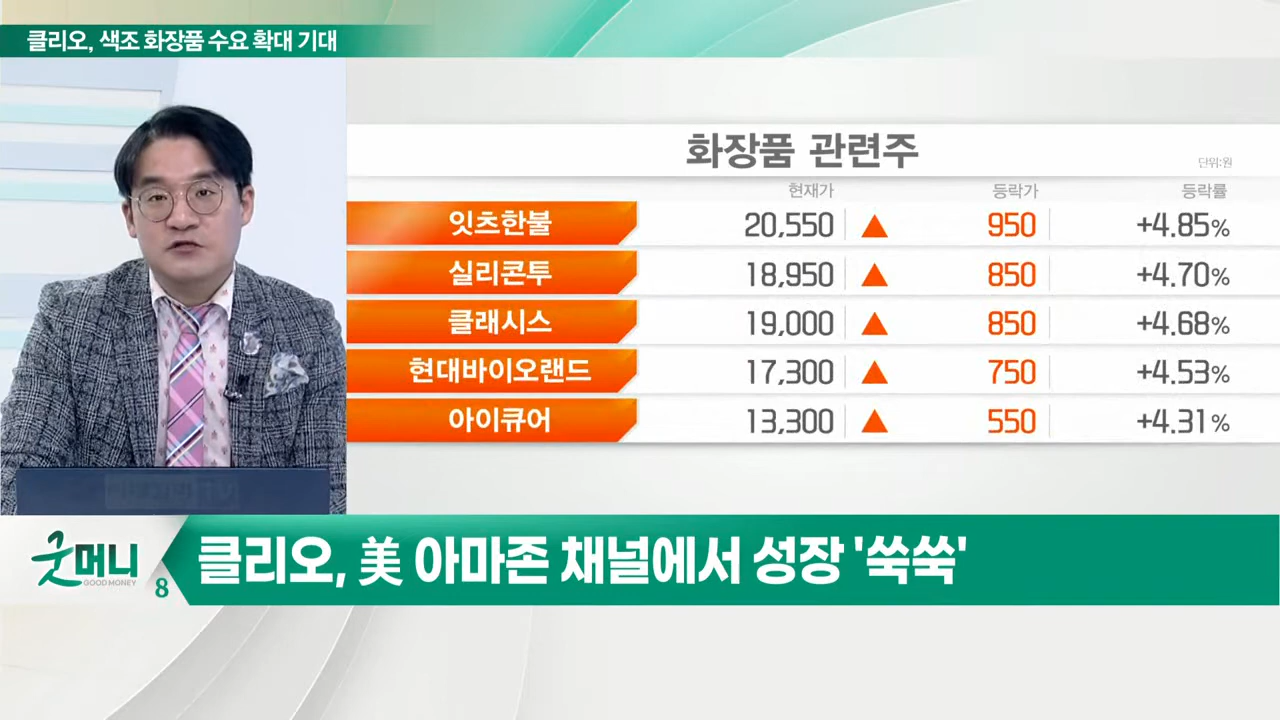 클리오, 색조 화장품 수요 확대 기대
화장품 관련주
단위:원
현재가 등락가 등락률
잇츠한불 20,550 ▲ 950 +4.85%
실리콘투 18,950 ▲ 850 +4.70%
클래시스 19,000 ▲ 850 +4.68%
현대바이오랜드 17,300 ▲ 750 +4.53%
아이큐어 13,300 ▲ 550 +4.31%
굿머니
GOOD MONEY
8
클리오, 美 아마존 채널에서 성장 '쑥쑥'